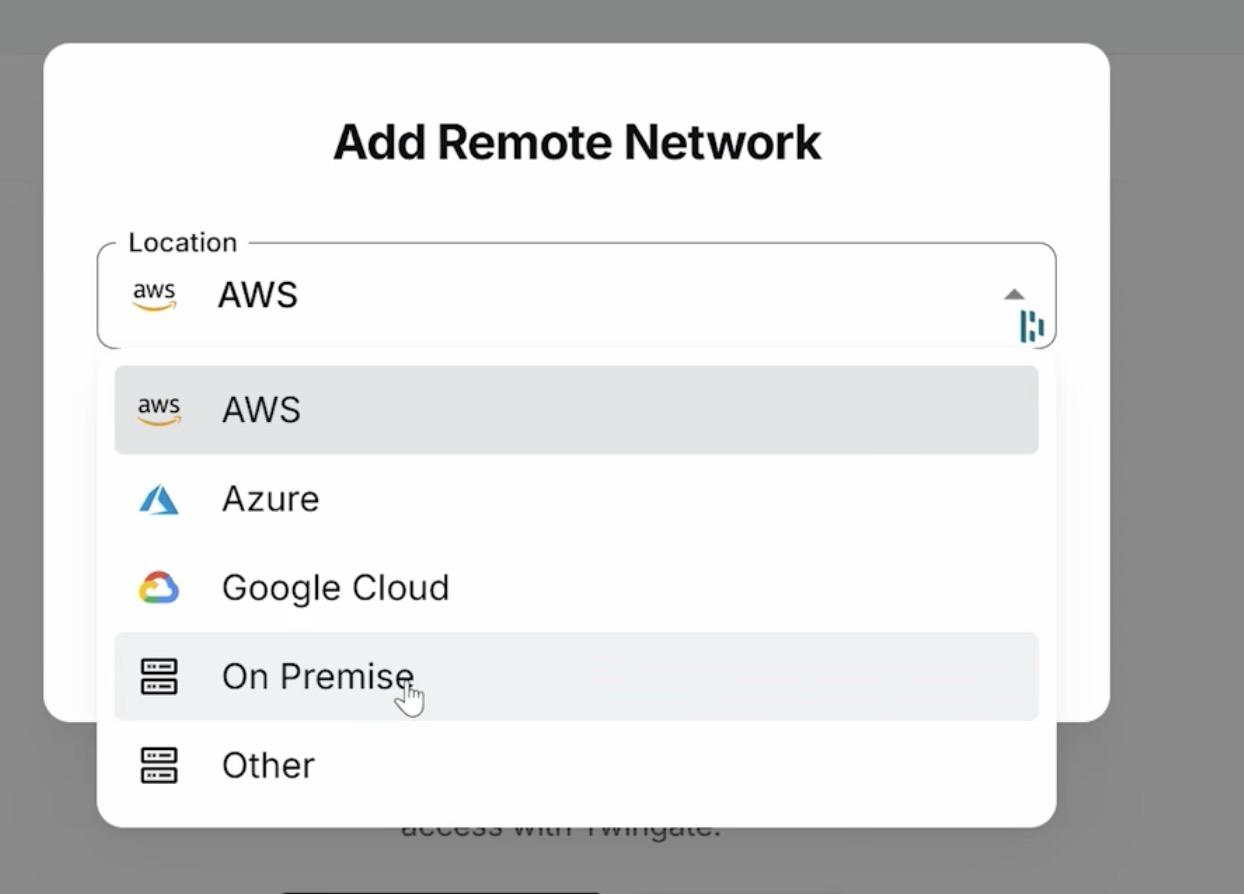 Add Remote Network
Location
aws AWS
aws AWS
Azure
Google Cloud
On Premise
Other
access with Twingate.